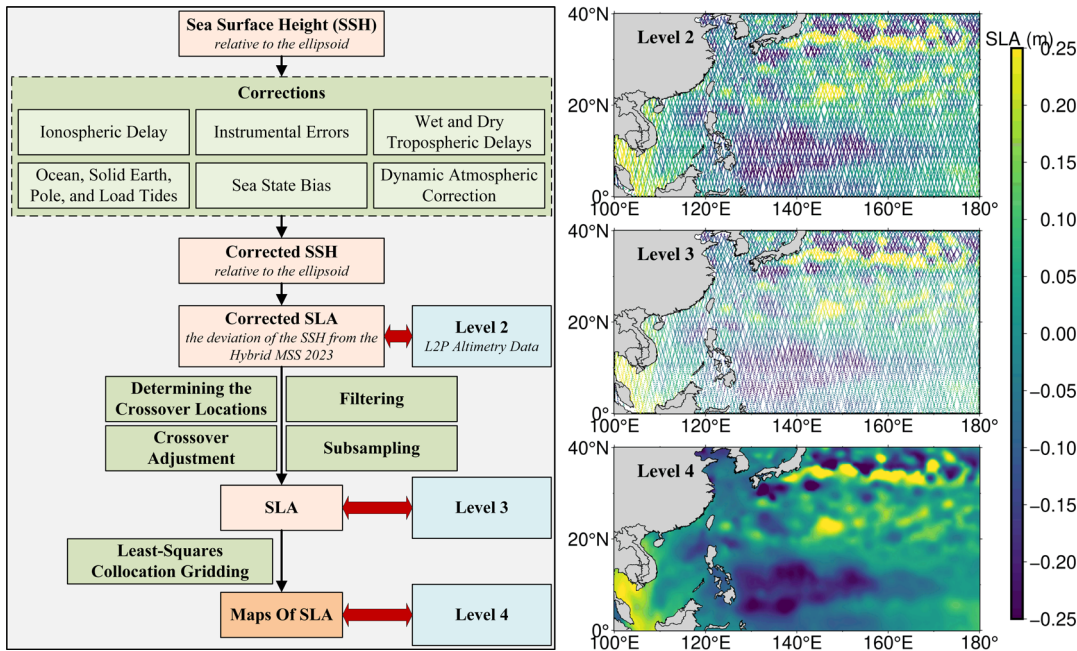 Sea Surface Height (SSH)
relative to the ellipsoid
Corrections
Ionospheric Delay
Instrumental Errors
Wet and Dry
Tropospheric Delays
Ocean, Solid Earth,
Pole, and Load Tides
Sea State Bias
Dynamic Atmospheric
Correction
Corrected SSH
relative to the ellipsoid
Corrected SLA
the deviation of the SSH from the
Hybrid MSS 2023
Level 2
L2P Altimetry Data
Determining the
Crossover Locations
Filtering
Crossover
Adjustment
Subsampling
SLA
Level 3
Least-Squares
Collocation Gridding
Maps Of SLA
Level 4
40°N
Level 2
20°N
0°
100°E
120°E
140°E
160°E
180°
40°N
Level 3
20°N
0°
100°E
120°E
140°E
160°E
180°
40°N
Level 4
20°N
0°
100°E
120°E
140°E
160°E
180°
SLA (m)
0.25
0.20
0.15
0.10
0.05
0.00
−0.05
−0.10
−0.15
−0.20
−0.25